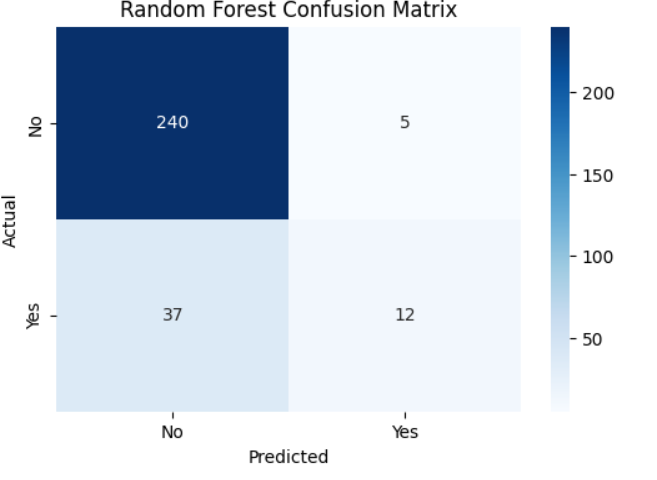 Random Forest Confusion Matrix
No
240
5
200
150
Actual
100
Yes
37
12
50
No
Yes
Predicted